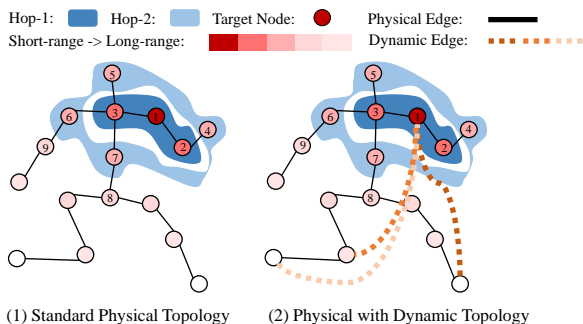 Hop-1: Hop-2: Target Node: Physical Edge:
Short-range -> Long-range: Dynamic Edge:
5 5
6 3 1 4 6 3 1 4
9 7 2 9 7 2
8 8
(1) Standard Physical Topology (2) Physical with Dynamic Topology